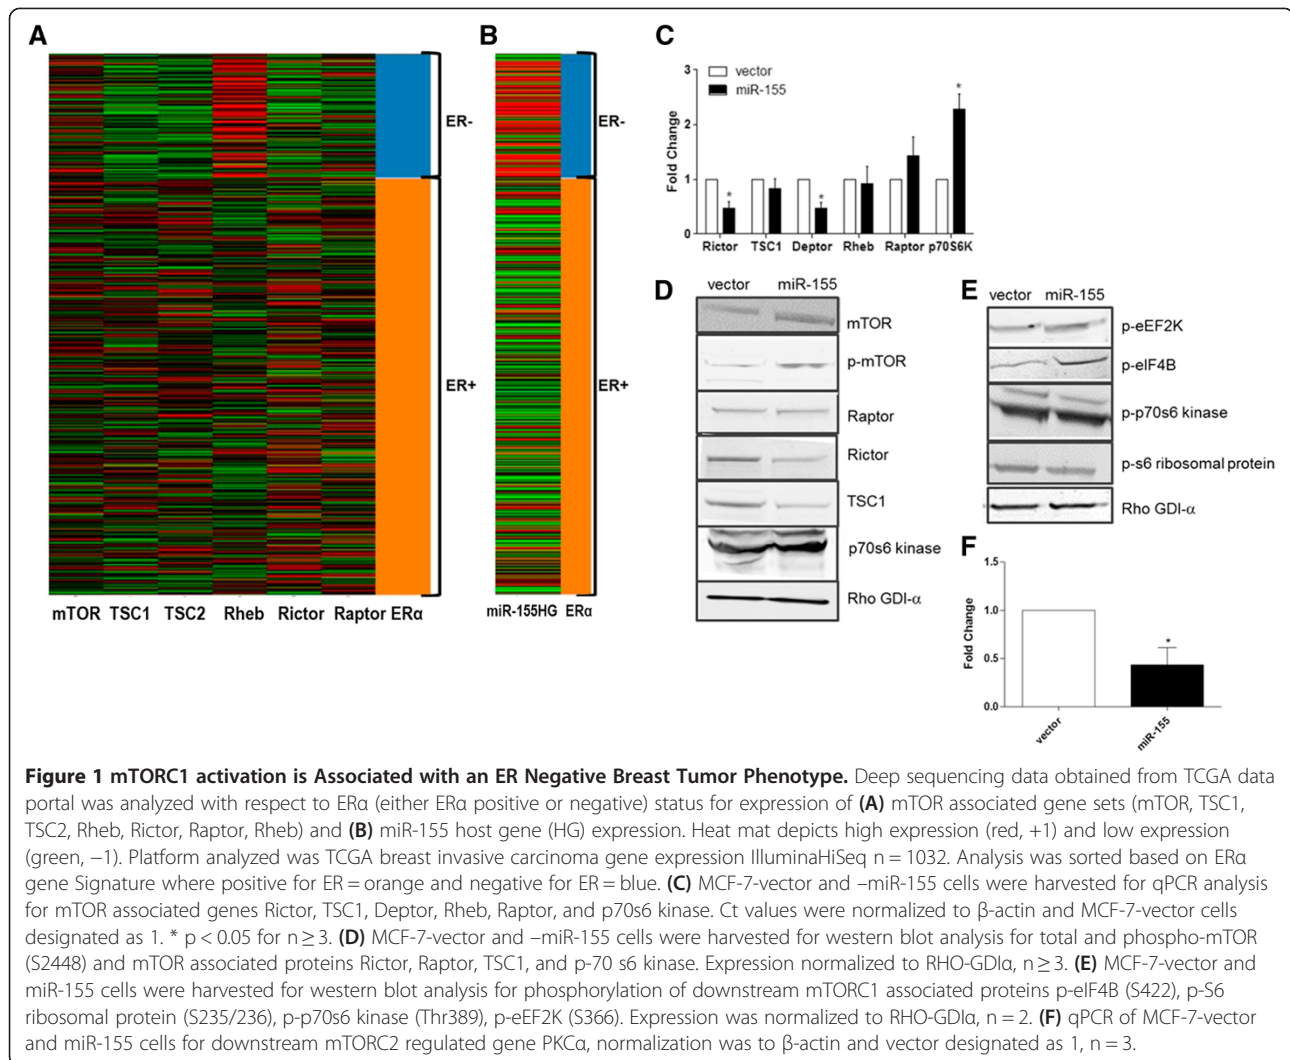 A
B
C
ER-
ER+
mTOR TSC1 TSC2 Rheb Rictor Raptor ERα
ER-
ER+
miR-155HG ERα
vector
miR-155
Fold Change
3
2
1
0
*
*
*
Rictor TSC1 Deptor Rheb Raptor p70S6K
D
vector miR-155
mTOR
p-mTOR
Raptor
Rictor
TSC1
p70s6 kinase
Rho GDI-α
E
vector miR-155
p-eEF2K
p-eIF4B
p-p70s6 kinase
p-s6 ribosomal protein
Rho GDI-α
F
Fold Change
1.5
1.0
0.5
0.0
*
vector
miR-155
Figure 1 mTORC1 activation is Associated with an ER Negative Breast Tumor Phenotype. Deep sequencing data obtained from TCGA data
portal was analyzed with respect to ERα (either ERα positive or negative) status for expression of (A) mTOR associated gene sets (mTOR, TSC1,
TSC2, Rheb, Rictor, Raptor, Rheb) and (B) miR-155 host gene (HG) expression. Heat mat depicts high expression (red, +1) and low expression
(green, −1). Platform analyzed was TCGA breast invasive carcinoma gene expression IlluminaHiSeq n = 1032. Analysis was sorted based on ERα
gene Signature where positive for ER = orange and negative for ER = blue. (C) MCF-7-vector and –miR-155 cells were harvested for qPCR analysis
for mTOR associated genes Rictor, TSC1, Deptor, Rheb, Raptor, and p70s6 kinase. Ct values were normalized to β-actin and MCF-7-vector cells
designated as 1. * p < 0.05 for n ≥ 3. (D) MCF-7-vector and –miR-155 cells were harvested for western blot analysis for total and phospho-mTOR
(S2448) and mTOR associated proteins Rictor, Raptor, TSC1, and p-70 s6 kinase. Expression normalized to RHO-GDIα, n ≥ 3. (E) MCF-7-vector and
miR-155 cells were harvested for western blot analysis for phosphorylation of downstream mTORC1 associated proteins p-eIF4B (S422), p-S6
ribosomal protein (S235/236), p-p70s6 kinase (Thr389), p-eEF2K (S366). Expression was normalized to RHO-GDIα, n = 2. (F) qPCR of MCF-7-vector
and miR-155 cells for downstream mTORC2 regulated gene PKCα, normalization was to β-actin and vector designated as 1, n = 3.